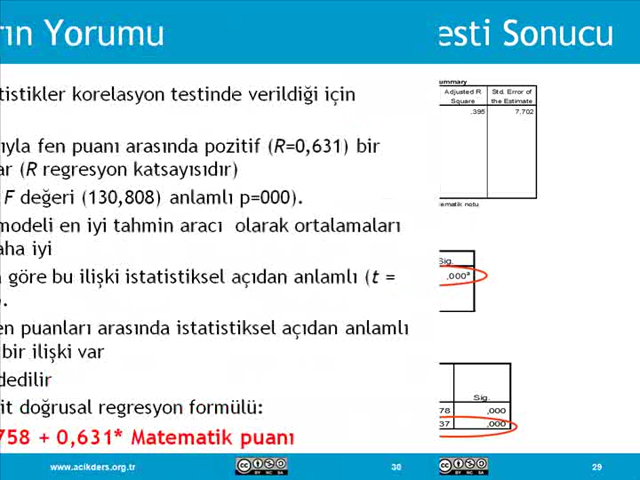 ın Yorumu
esti Sonucu
tistikler korelasyon testinde verildiği için
ıyla fen puanı arasında pozitif (R=0,631) bir
ar (R regresyon katsayısıdır)
F değeri (130,808) anlamlı p=000).
modeli en iyi tahmin aracı olarak ortalamaları
aha iyi
göre bu ilişki istatistiksel açıdan anlamlı (t =
en puanları arasında istatistiksel açıdan anlamlı
bir ilişki var
dedilir
it doğrusal regresyon formülü:
758 + 0,631* Matematik puanı
ummary
Adjusted R Square
Std. Error of the Estimate
,395
7,702
ematik notu
Sig.
,000ª
Sig.
78 ,000
37 ,000
www.acikders.org.tr
30
29